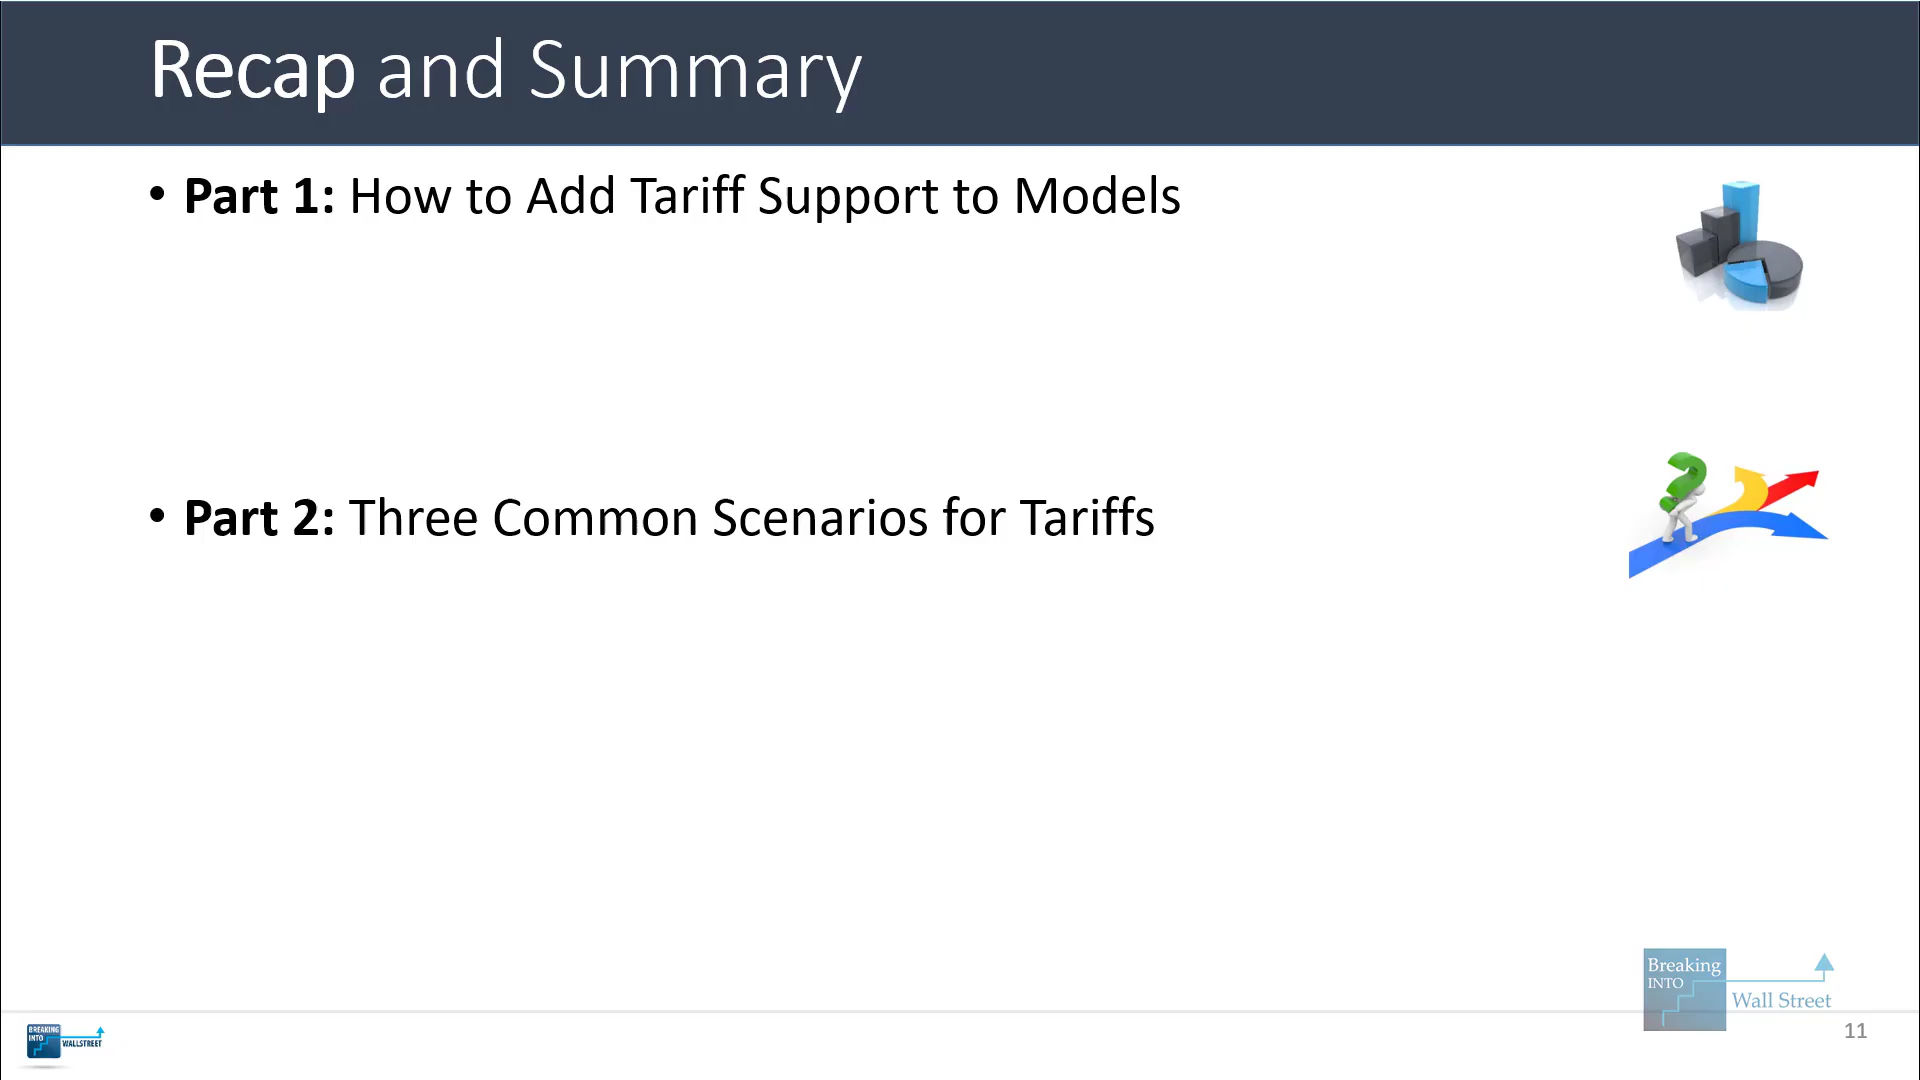 Recap and Summary
• Part 1: How to Add Tariff Support to Models
• Part 2: Three Common Scenarios for Tariffs
Breaking
INTO
Wall Street
BREAKING
INTO
WALLSTREET
11